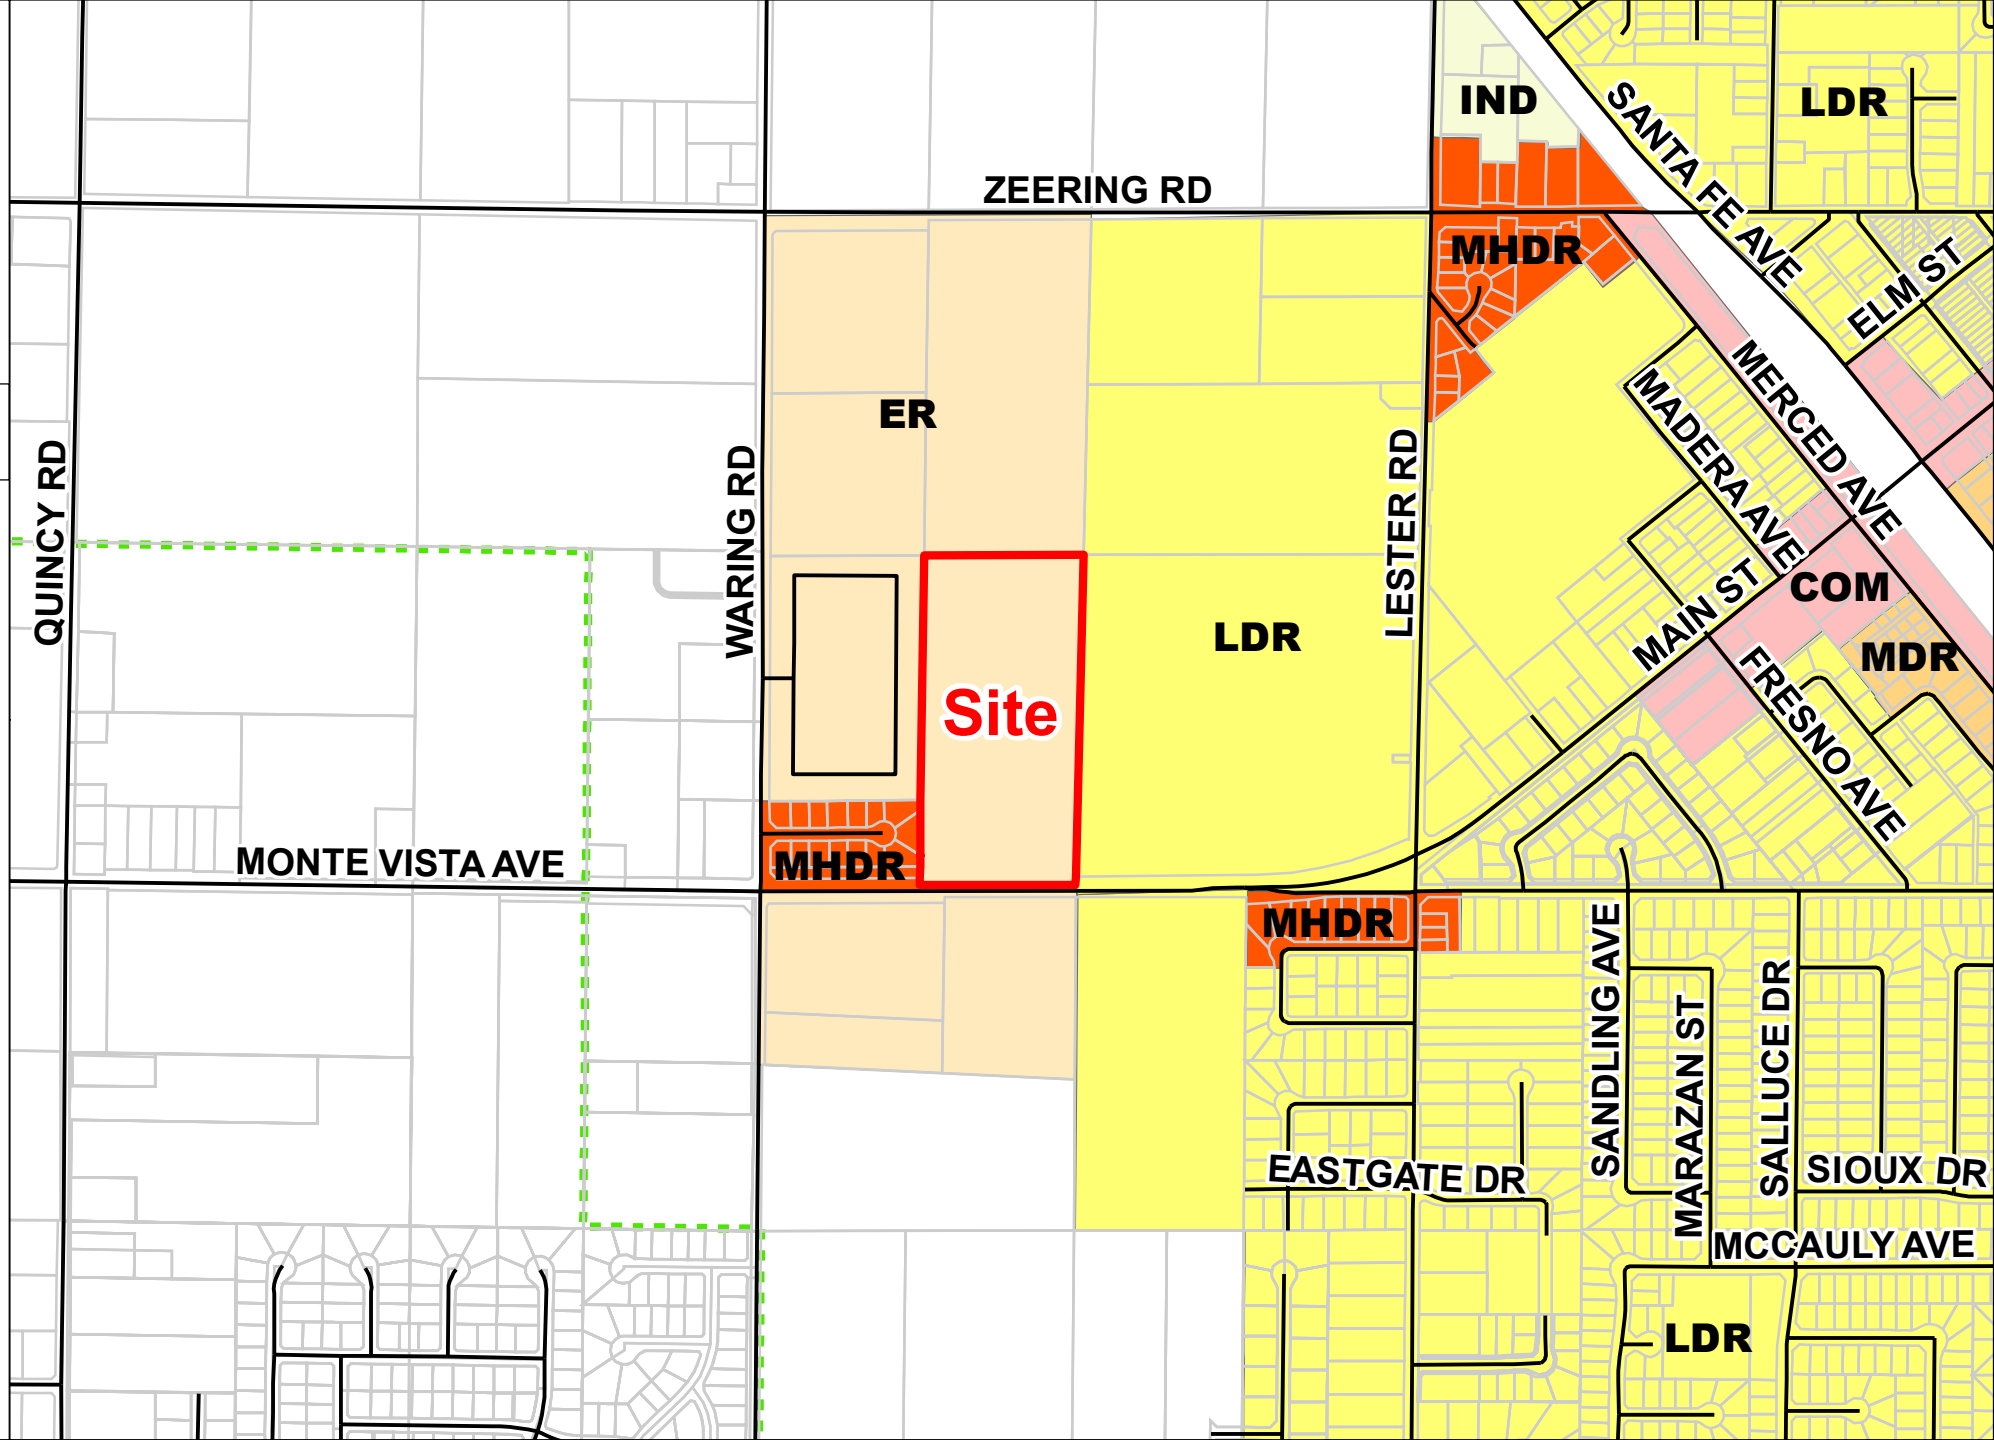 IND
LDR
SANTA FE AVE
ZEERING RD
MHDR
ELM ST
ER
MERCED AVE
MADERA AVE
QUINCY RD
WARING RD
LESTER RD
COM
MAIN ST
LDR
MDR
Site
FRESNO AVE
MONTE VISTA AVE
MHDR
MHDR
SANDLING AVE
MARAZAN ST
SALLUCE DR
EASTGATE DR
SIOUX DR
MCCAULY AVE
LDR